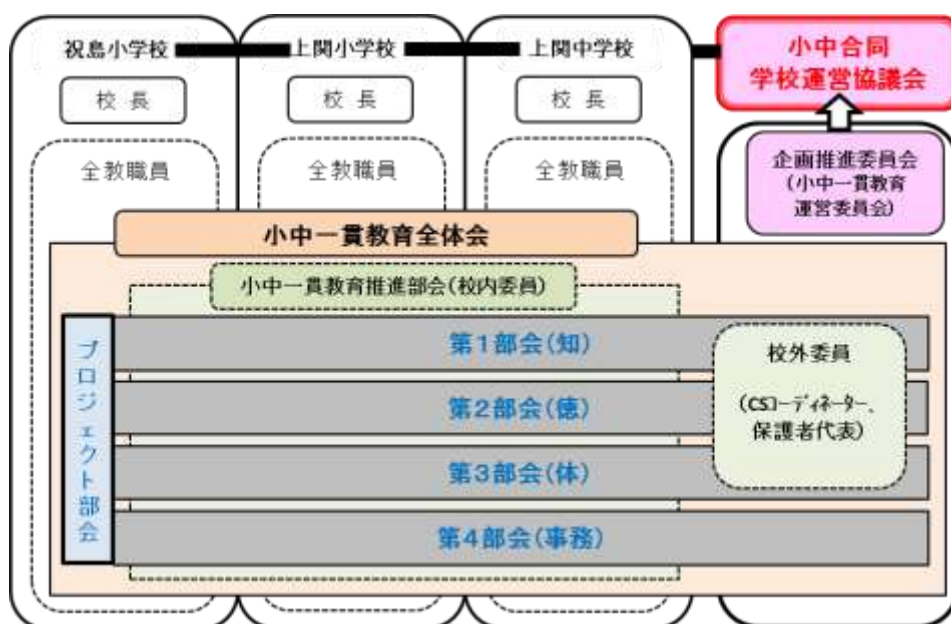 祝島小学校
上関小学校
上関中学校
小中合同
学校運営協議会
校 長
校 長
校 長
全教職員
全教職員
全教職員
企画推進委員会
(小中一貫教育
運営委員会)
小中一貫教育全体会
小中一貫教育推進部会(校内委員)
プロジェクト部会
第1部会(知)
第2部会(徳)
第3部会(体)
第4部会(事務)
校外委員
(CSコーディネーター、
保護者代表)